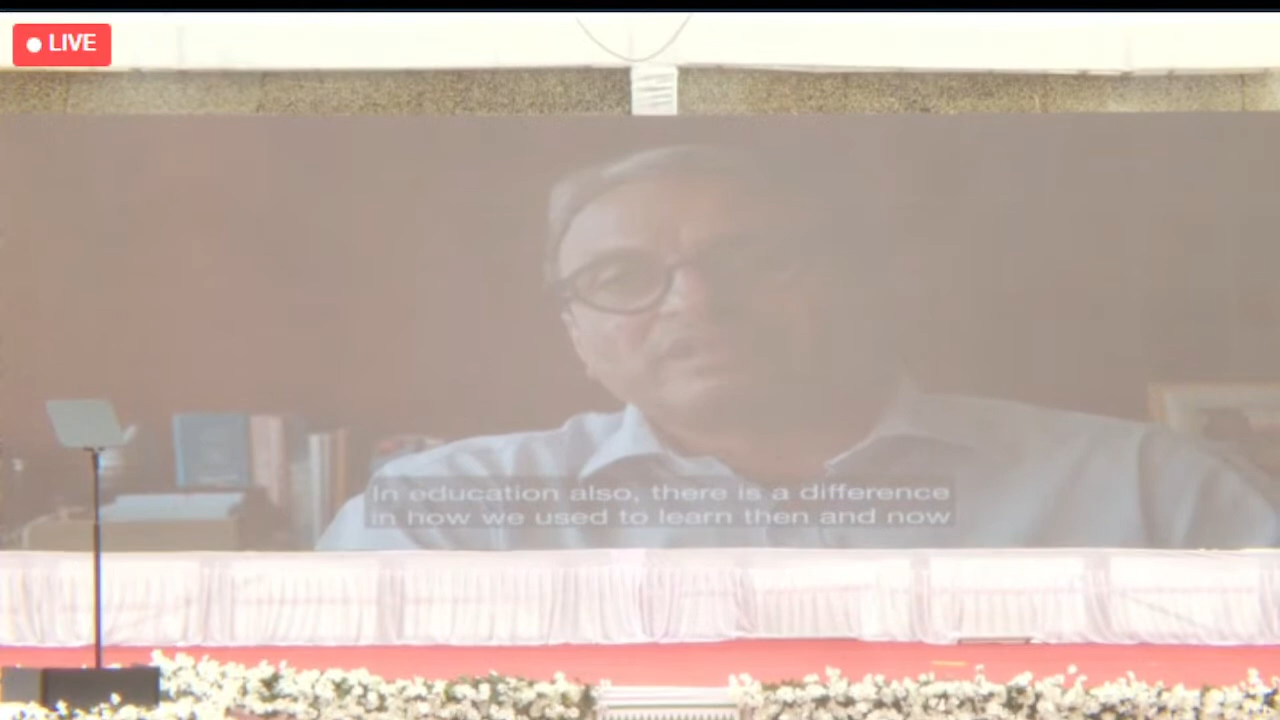 LIVE
In education also, there is a difference
in how we used to learn then and now